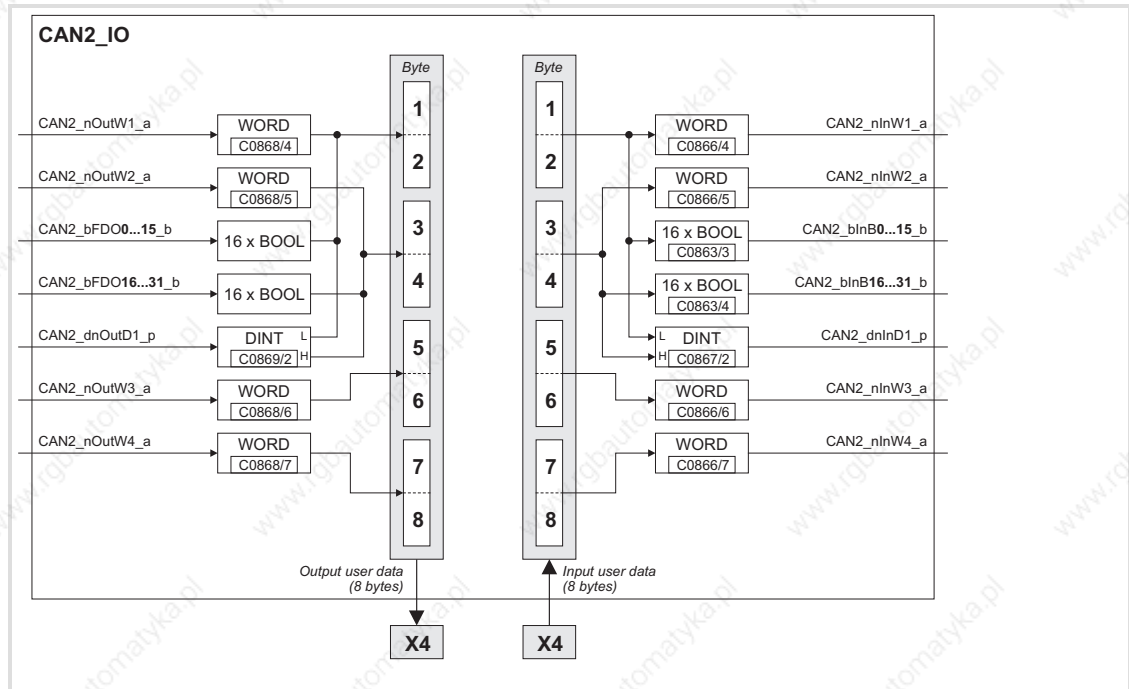 CAN2_IO
Byte
Byte
1
2
3
4
5
6
7
8
1
2
3
4
5
6
7
8
CAN2_nOutW1_a
WORD
C0868/4
CAN2_nOutW2_a
WORD
C0868/5
CAN2_bFDO0...15_b
16 x BOOL
CAN2_bFDO16...31_b
16 x BOOL
CAN2_dnOutD1_p
DINT
L
C0869/2
H
CAN2_nOutW3_a
WORD
C0868/6
CAN2_nOutW4_a
WORD
C0868/7
WORD
C0866/4
CAN2_nInW1_a
WORD
C0866/5
CAN2_nInW2_a
16 x BOOL
C0863/3
CAN2_bInB0...15_b
16 x BOOL
C0863/4
CAN2_bInB16...31_b
L
DINT
H
C0867/2
CAN2_dnInD1_p
WORD
C0866/6
CAN2_nInW3_a
WORD
C0866/7
CAN2_nInW4_a
Output user data
(8 bytes)
Input user data
(8 bytes)
X4
X4
www.rgbautomatyka.pl